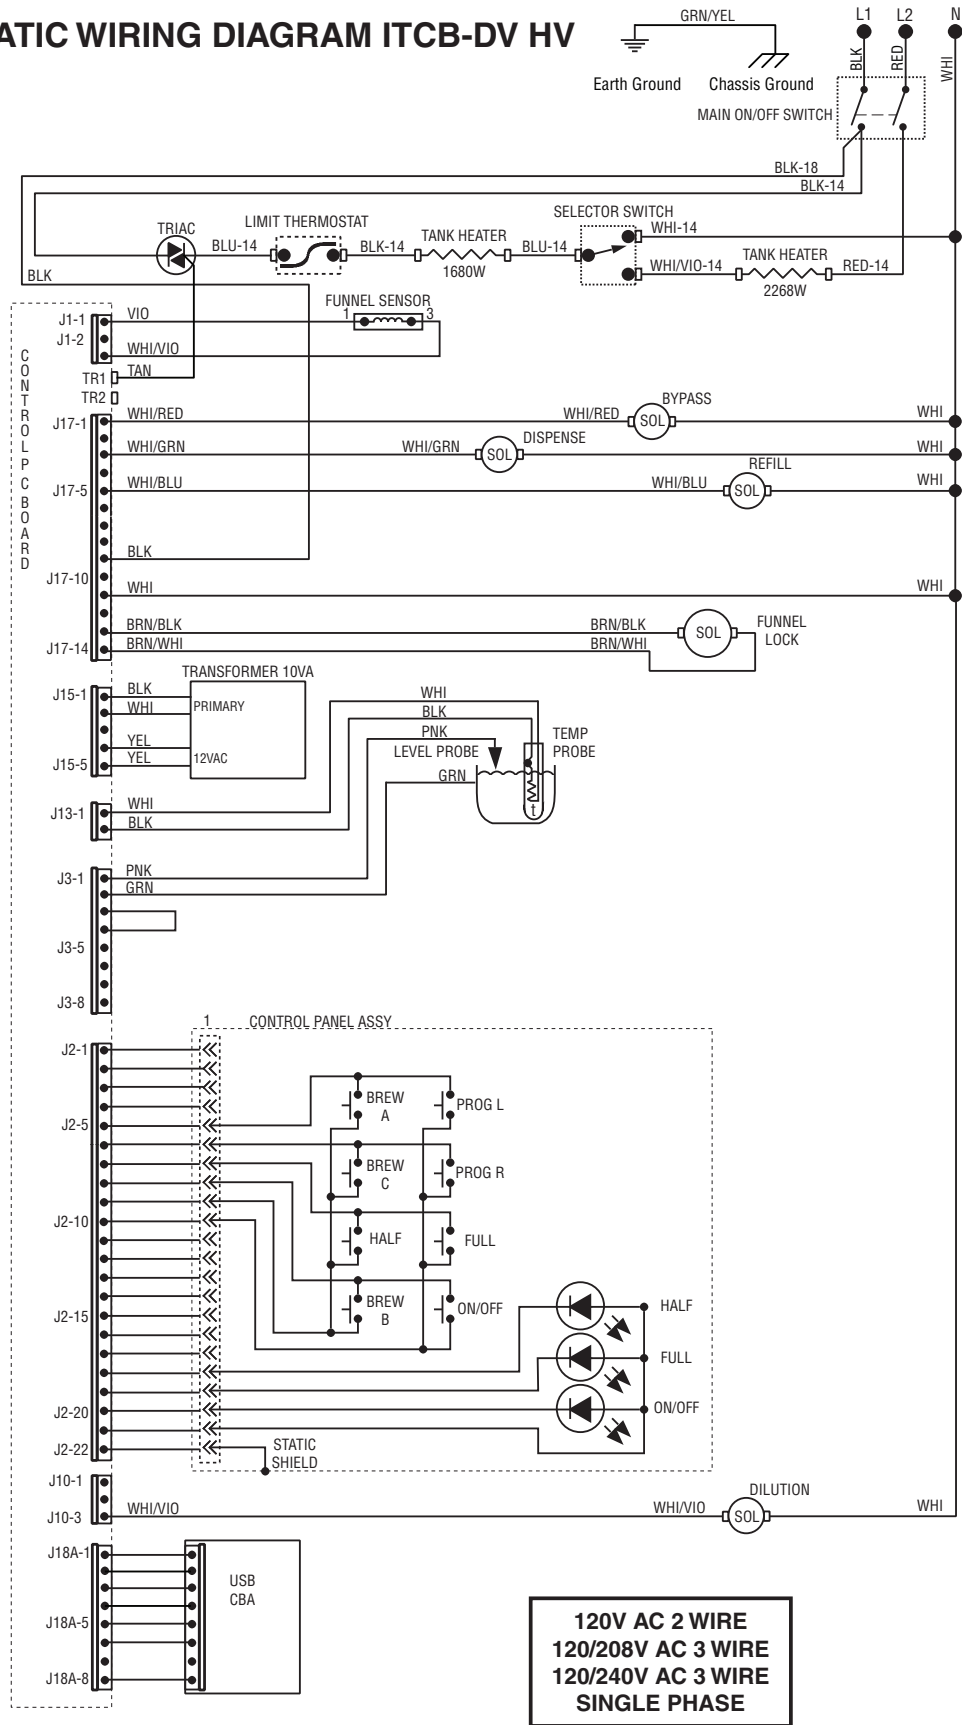 ATIC WIRING DIAGRAM ITCB-DV HV
GRN/YEL
Earth Ground
Chassis Ground
L1
L2
N
BLK
RED
WHI
MAIN ON/OFF SWITCH
BLK-18
BLK-14
TRIAC
BLU-14
LIMIT THERMOSTAT
BLK-14
TANK HEATER
1680W
BLU-14
SELECTOR SWITCH
WHI-14
WHI/VIO-14
TANK HEATER
2268W
RED-14
BLK
CONTROL PC BOARD
J1-1
VIO
FUNNEL SENSOR
1
3
J1-2
WHI/VIO
TR1
TAN
TR2
J17-1
WHI/RED
WHI/RED
BYPASS
SOL
WHI
WHI/GRN
WHI/GRN
DISPENSE
SOL
WHI
J17-5
WHI/BLU
WHI/BLU
REFILL
SOL
WHI
BLK
J17-10
WHI
WHI
BRN/BLK
BRN/BLK
SOL
FUNNEL
LOCK
J17-14
BRN/WHI
BRN/WHI
TRANSFORMER 10VA
J15-1
BLK
WHI
PRIMARY
YEL
J15-5
YEL
12VAC
WHI
BLK
PNK
LEVEL PROBE
GRN
TEMP
PROBE
t
J13-1
WHI
BLK
J3-1
PNK
GRN
J3-5
J3-8
1
CONTROL PANEL ASSY
J2-1
J2-5
J2-10
J2-15
J2-20
J2-22
BREW
A
PROG L
BREW
C
PROG R
HALF
FULL
BREW
B
ON/OFF
HALF
FULL
ON/OFF
STATIC
SHIELD
J10-1
J10-3
WHI/VIO
WHI/VIO
DILUTION
SOL
WHI
J18A-1
J18A-5
J18A-8
USB
CBA
120V AC 2 WIRE
120/208V AC 3 WIRE
120/240V AC 3 WIRE
SINGLE PHASE